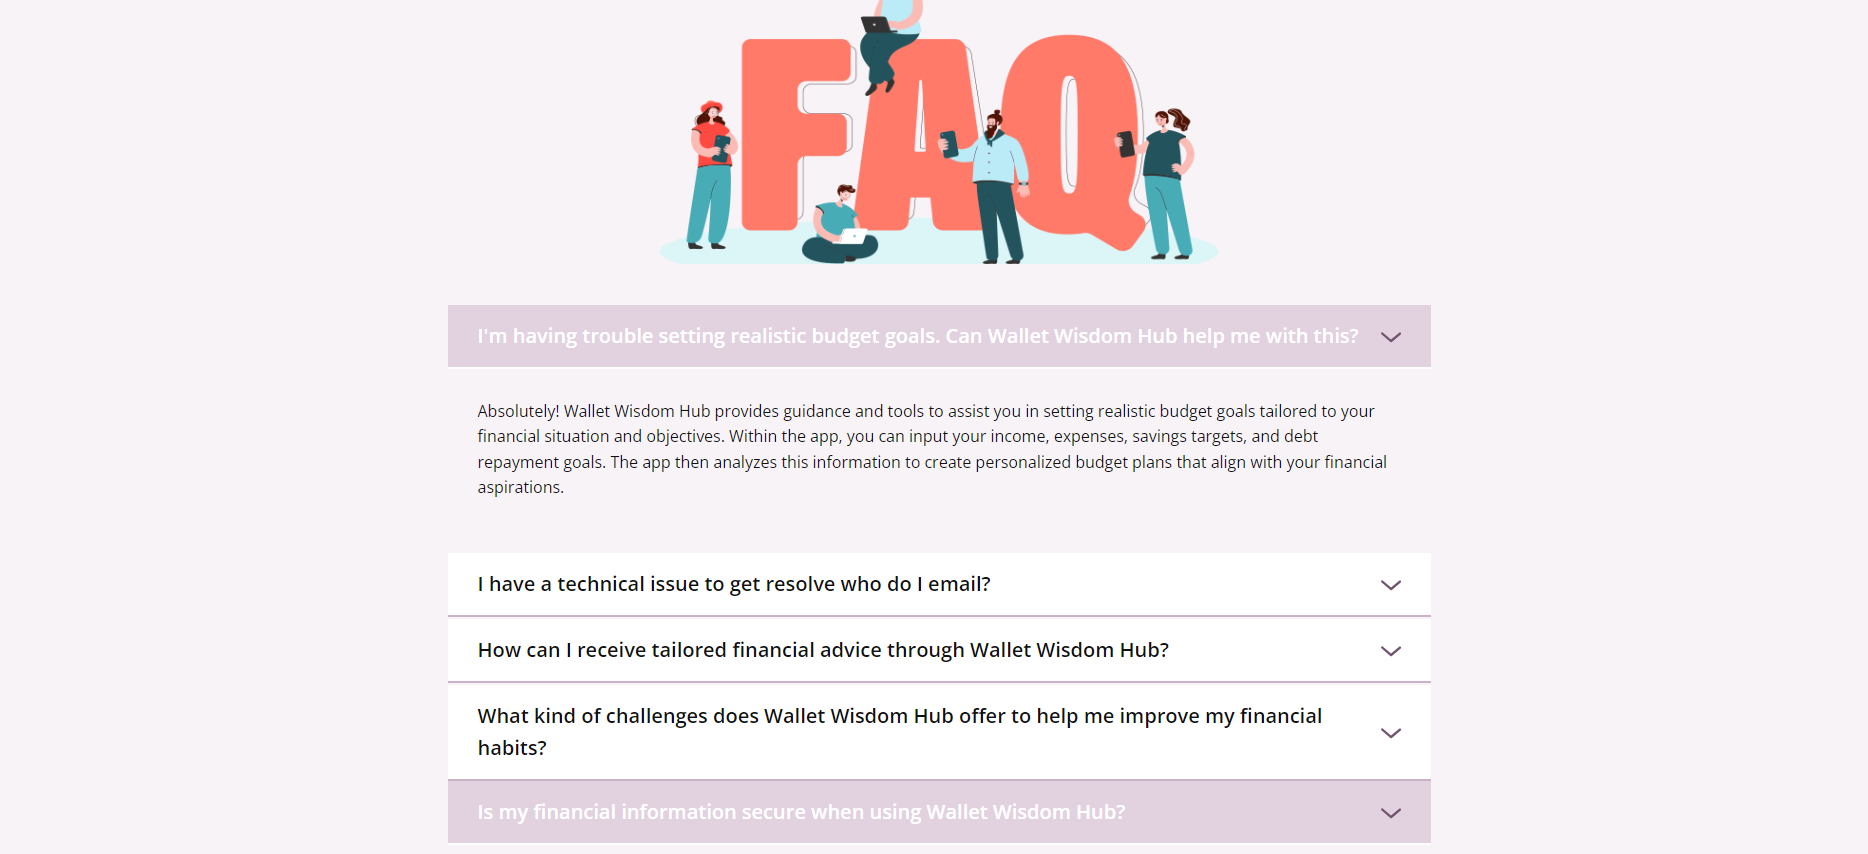 FAQ
I'm having trouble setting realistic budget goals. Can Wallet Wisdom Hub help me with this?
Absolutely! Wallet Wisdom Hub provides guidance and tools to assist you in setting realistic budget goals tailored to your
financial situation and objectives. Within the app, you can input your income, expenses, savings targets, and debt
repayment goals. The app then analyzes this information to create personalized budget plans that align with your financial
aspirations.
I have a technical issue to get resolve who do I email?
How can I receive tailored financial advice through Wallet Wisdom Hub?
What kind of challenges does Wallet Wisdom Hub offer to help me improve my financial
habits?
Is my financial information secure when using Wallet Wisdom Hub?